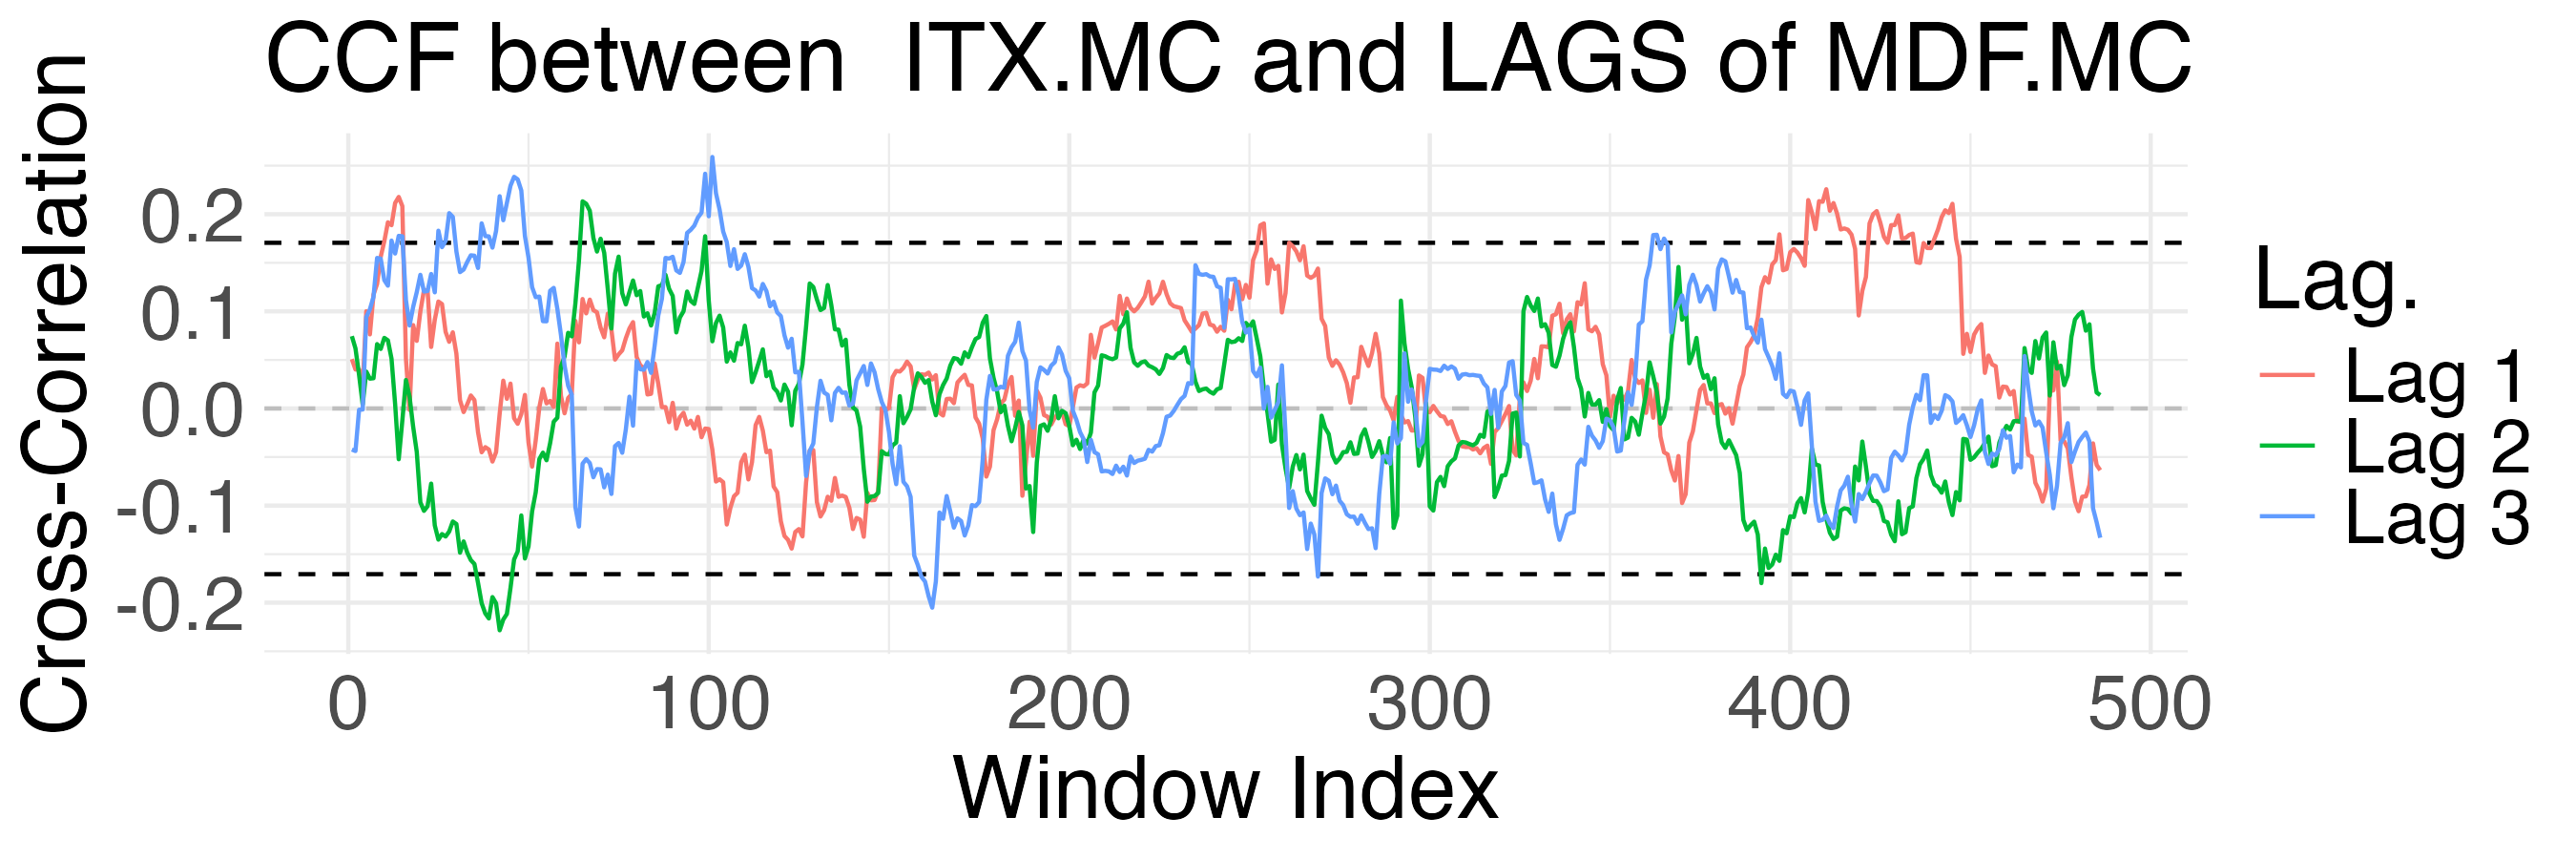 CCF between  ITX.MC and LAGS of MDF.MC
Cross-Correlation
0.2
0.1
0.0
-0.1
-0.2
0 100 200 300 400 500
Window Index
Lag.
Lag 1
Lag 2
Lag 3